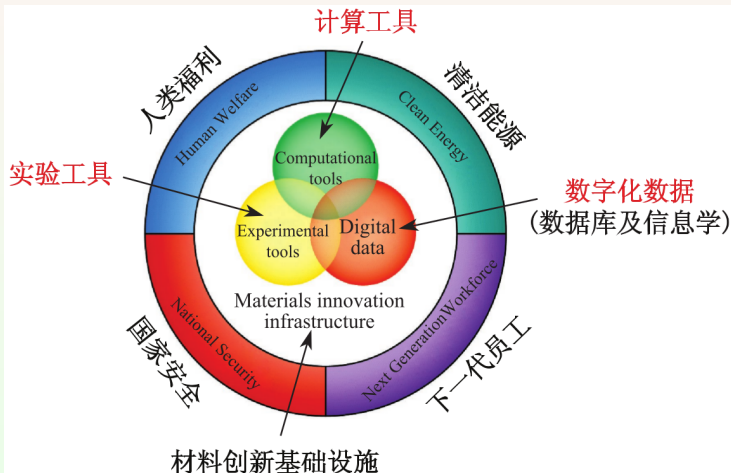 计算工具
人类福利
Human Welfare
清洁能源
Clean Energy
实验工具
Computational
tools
Experimental
tools
Digital
data
数字化数据
(数据库及信息学)
Materials innovation
infrastructure
国家安全
National Security
Next GenerationWorkforce
下一代员工
材料创新基础设施